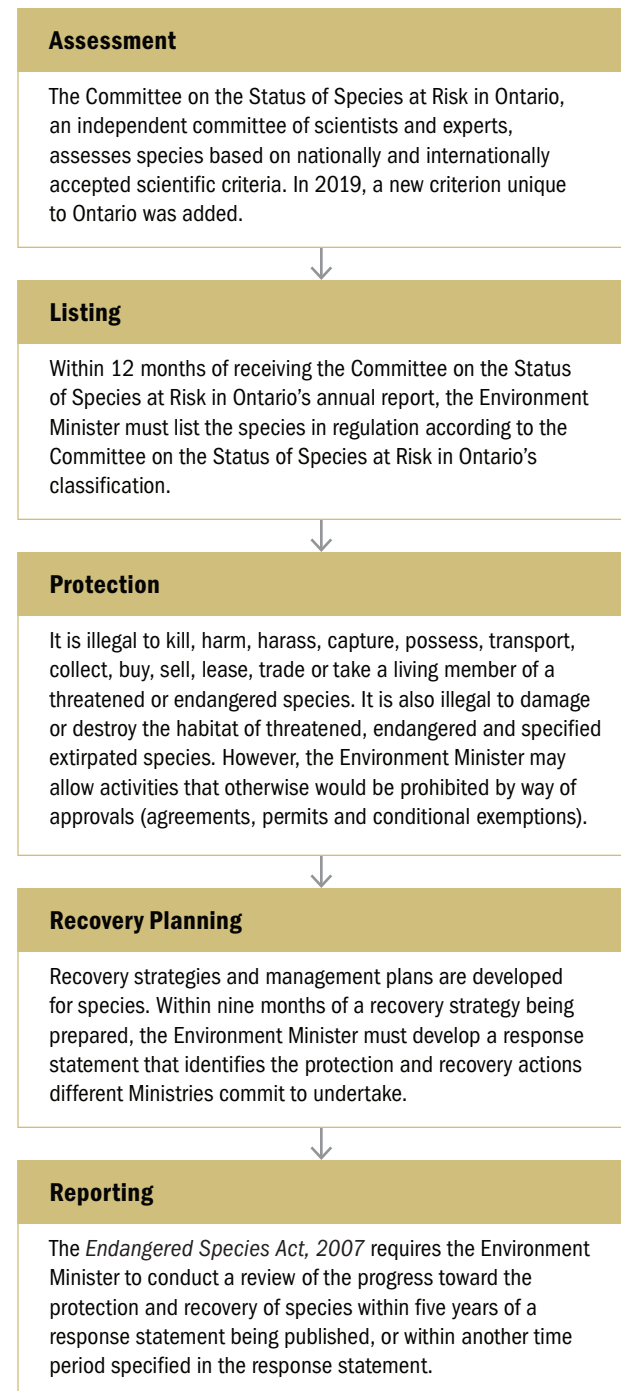 Assessment
The Committee on the Status of Species at Risk in Ontario,
an independent committee of scientists and experts,
assesses species based on nationally and internationally
accepted scientific criteria. In 2019, a new criterion unique
to Ontario was added.
Listing
Within 12 months of receiving the Committee on the Status
of Species at Risk in Ontario’s annual report, the Environment
Minister must list the species in regulation according to the
Committee on the Status of Species at Risk in Ontario’s
classification.
Protection
It is illegal to kill, harm, harass, capture, possess, transport,
collect, buy, sell, lease, trade or take a living member of a
threatened or endangered species. It is also illegal to damage
or destroy the habitat of threatened, endangered and specified
extirpated species. However, the Environment Minister may
allow activities that otherwise would be prohibited by way of
approvals (agreements, permits and conditional exemptions).
Recovery Planning
Recovery strategies and management plans are developed
for species. Within nine months of a recovery strategy being
prepared, the Environment Minister must develop a response
statement that identifies the protection and recovery actions
different Ministries commit to undertake.
Reporting
The Endangered Species Act, 2007 requires the Environment
Minister to conduct a review of the progress toward the
protection and recovery of species within five years of a
response statement being published, or within another time
period specified in the response statement.